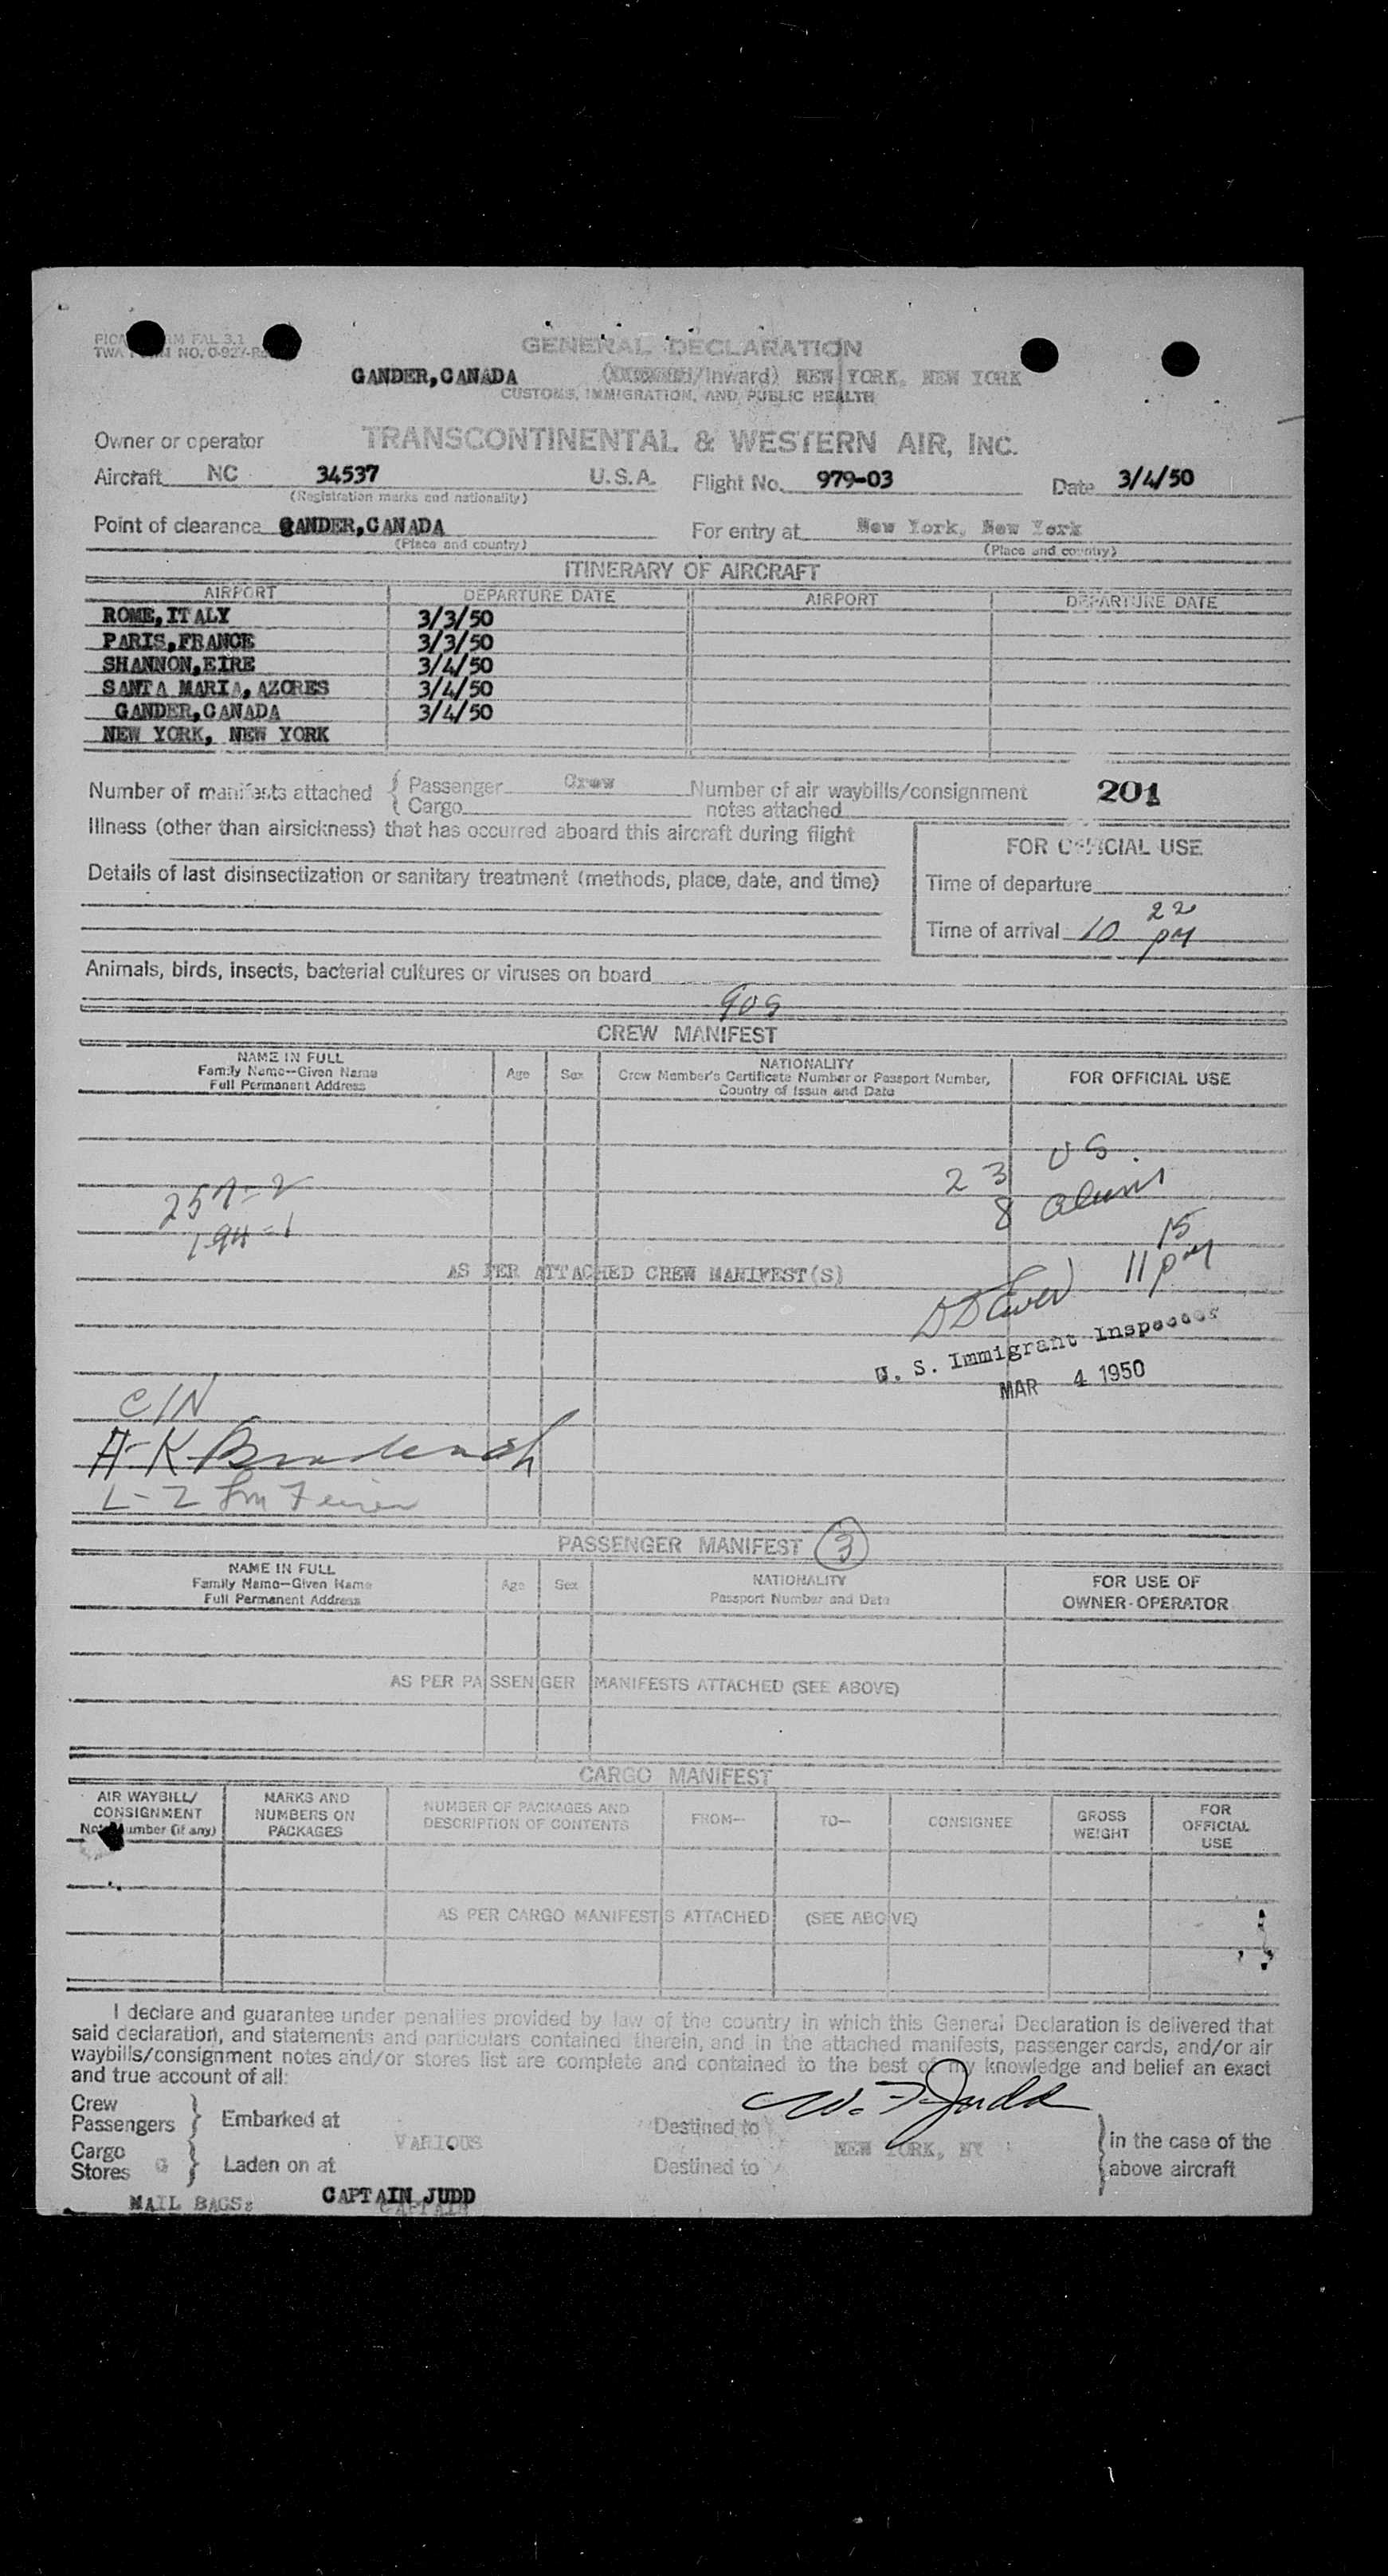 GENERAL DECLARATION
GANDER,CANADA /Inward) NEW YORK, NEW YORK
CUSTOMS, IMMIGRATION, AND PUBLIC HEALTH
Owner or operator TRANSCONTINENTAL & WESTERN AIR, INC.
Aircraft NC 34537 U.S.A. Flight No. 979-03 Date 3/4/50
(Registration marks and nationality)
Point of clearance GANDER,CANADA For entry at New York, New York
(Place and country) (Place and country)
ITINERARY OF AIRCRAFT
AIRPORT DEPARTURE DATE AIRPORT DEPARTURE DATE
ROME,ITALY 3/3/50
PARIS,FRANCE 3/3/50
SHANNON,EIRE 3/4/50
SANTA MARIA, AZORES 3/4/50
GANDER,CANADA 3/4/50
NEW YORK, NEW YORK
Number of manifests attached { Passenger Crew Number of air waybills/consignment 201
{ Cargo notes attached
Illness (other than airsickness) that has occurred aboard this aircraft during flight
FOR OFFICIAL USE
Details of last disinsectization or sanitary treatment (methods, place, date, and time)
Time of departure
Time of arrival 10 22 PM
Animals, birds, insects, bacterial cultures or viruses on board
CREW MANIFEST
NAME IN FULL Age Sex NATIONALITY FOR OFFICIAL USE
Family Name—Given Name Crew Member's Certificate Number or Passport Number,
Full Permanent Address Country of Issue and Date
23 US
8 aliens
11 15 PM
AS PER ATTACHED CREW MANIFEST(S)
U. S. Immigrant Inspector
MAR 4 1950
C/N
PASSENGER MANIFEST 3
NAME IN FULL Age Sex NATIONALITY FOR USE OF
Family Name—Given Name Passport Number and Date OWNER-OPERATOR
Full Permanent Address
AS PER PASSENGER MANIFESTS ATTACHED (SEE ABOVE)
CARGO MANIFEST
AIR WAYBILL/ MARKS AND NUMBER OF PACKAGES AND FROM— TO— CONSIGNEE GROSS FOR
CONSIGNMENT NUMBERS ON DESCRIPTION OF CONTENTS WEIGHT OFFICIAL
Number (if any) PACKAGES USE
AS PER CARGO MANIFESTS ATTACHED (SEE ABOVE)
I declare and guarantee under penalties provided by law of the country in which this General Declaration is delivered that
said declaration, and statements and particulars contained therein, and in the attached manifests, passenger cards, and/or air
waybills/consignment notes and/or stores list are complete and contained to the best of my knowledge and belief an exact
and true account of all:
W. F. Judd
Crew
Passengers } Embarked at Destined to
VARIOUS NEW YORK, NY } in the case of the
Cargo
Stores } Laden on at Destined to above aircraft
MAIL BAGS: CAPTAIN JUDD
CAPTAIN